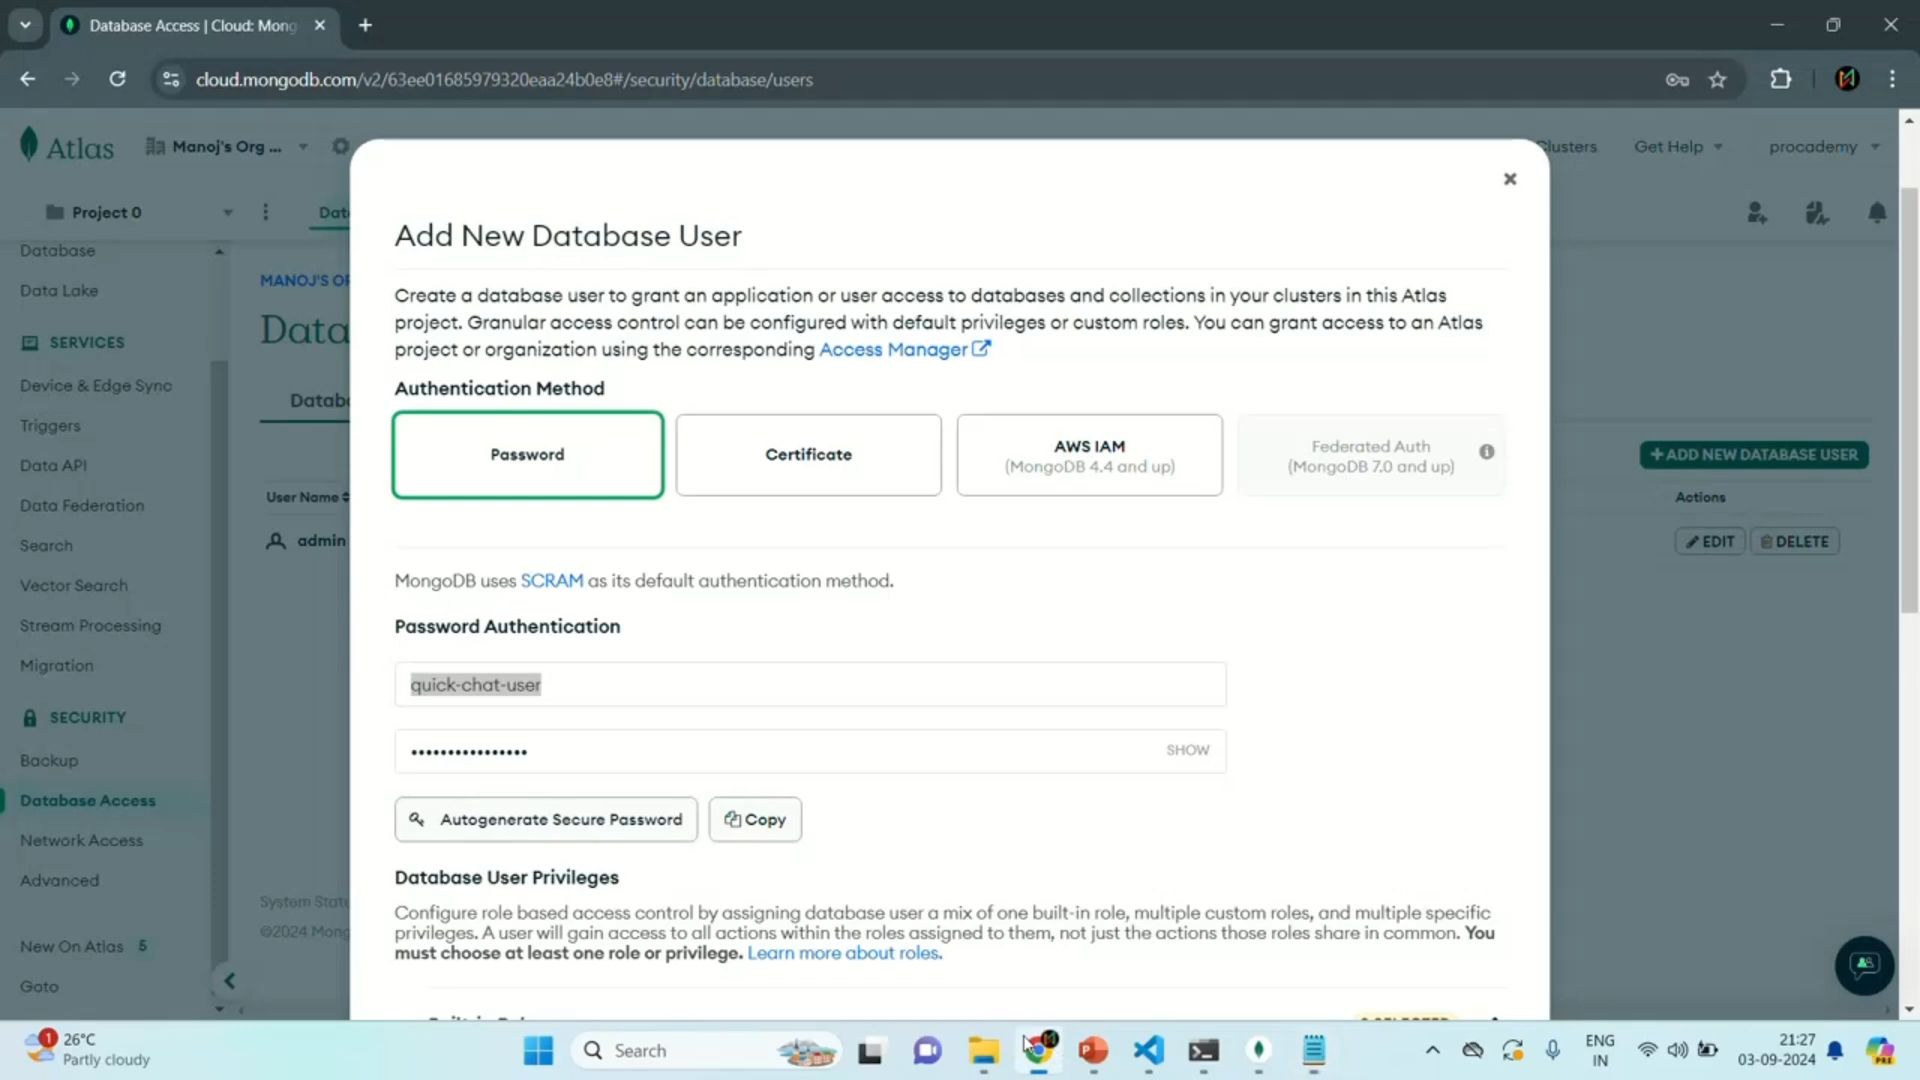 Database Access | Cloud: Mong
cloud.mongodb.com/v2/63ee01685979320eaa24b0e8#/security/database/users
Atlas
Manoj's Org ...
Clusters
Get Help
procademy
Project 0
Dat
Database
Data Lake
SERVICES
Device & Edge Sync
Triggers
Data API
Data Federation
Search
Vector Search
Stream Processing
Migration
SECURITY
Backup
Database Access
Network Access
Advanced
New On Atlas 5
Goto
MANOJ'S OR
Data
Databa
User Name
admin
System Statu
©2024 Mong
+ ADD NEW DATABASE USER
Actions
EDIT
DELETE
Add New Database User
Create a database user to grant an application or user access to databases and collections in your clusters in this Atlas
project. Granular access control can be configured with default privileges or custom roles. You can grant access to an Atlas
project or organization using the corresponding Access Manager
Authentication Method
Password
Certificate
AWS IAM
(MongoDB 4.4 and up)
Federated Auth
(MongoDB 7.0 and up)
MongoDB uses SCRAM as its default authentication method.
Password Authentication
quick-chat-user
••••••••••••••••
SHOW
Autogenerate Secure Password
Copy
Database User Privileges
Configure role based access control by assigning database user a mix of one built-in role, multiple custom roles, and multiple specific
privileges. A user will gain access to all actions within the roles assigned to them, not just the actions those roles share in common. You
must choose at least one role or privilege. Learn more about roles.
1
26°C
Partly cloudy
Search
ENG
IN
21:27
03-09-2024
PRE